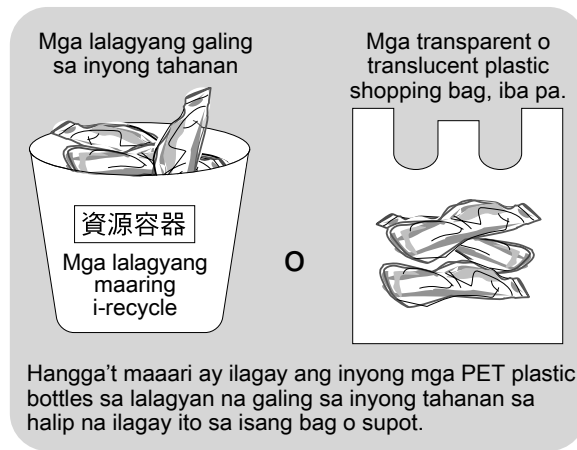 Mga lalagyang galing
sa inyong tahanan
Mga transparent o
translucent plastic
shopping bag, iba pa.
資源容器
Mga lalagyang
maaring
i-recycle
o
Hangga't maaari ay ilagay ang inyong mga PET plastic
bottles sa lalagyan na galing sa inyong tahanan sa
halip na ilagay ito sa isang bag o supot.